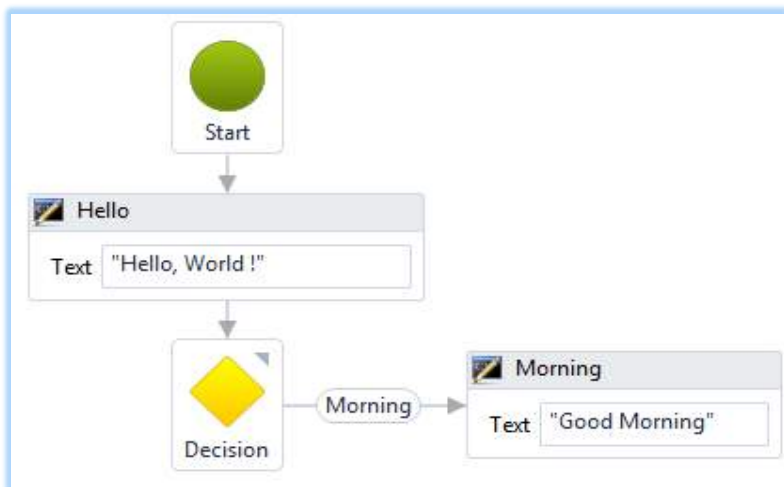 Start
Hello
Text "Hello, World !"
Decision
Morning
Morning
Text "Good Morning"